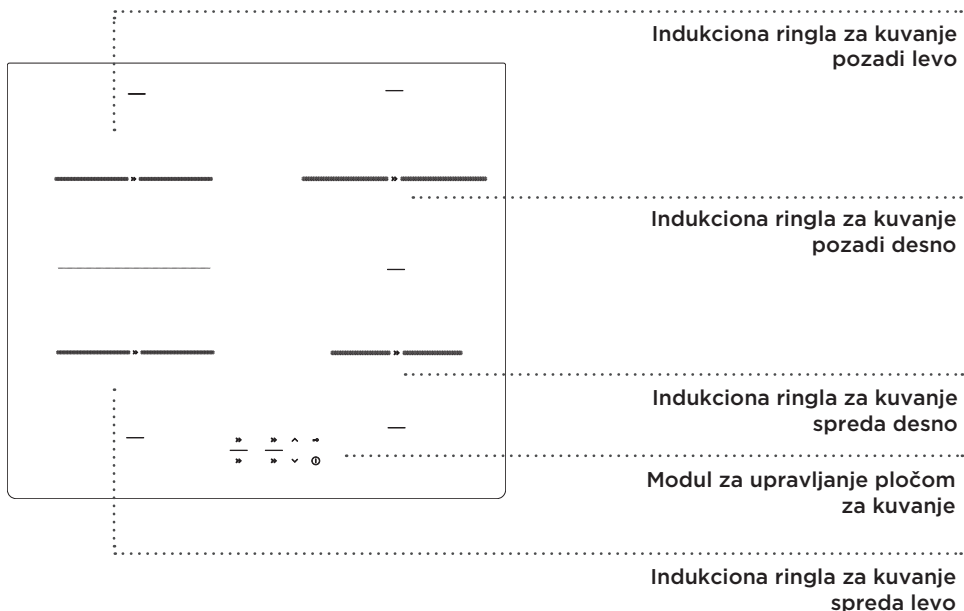 Indukciona ringla za kuvanje
pozadi levo
Indukciona ringla za kuvanje
pozadi desno
Indukciona ringla za kuvanje
spreda desno
Modul za upravljanje pločom
za kuvanje
Indukciona ringla za kuvanje
spreda levo